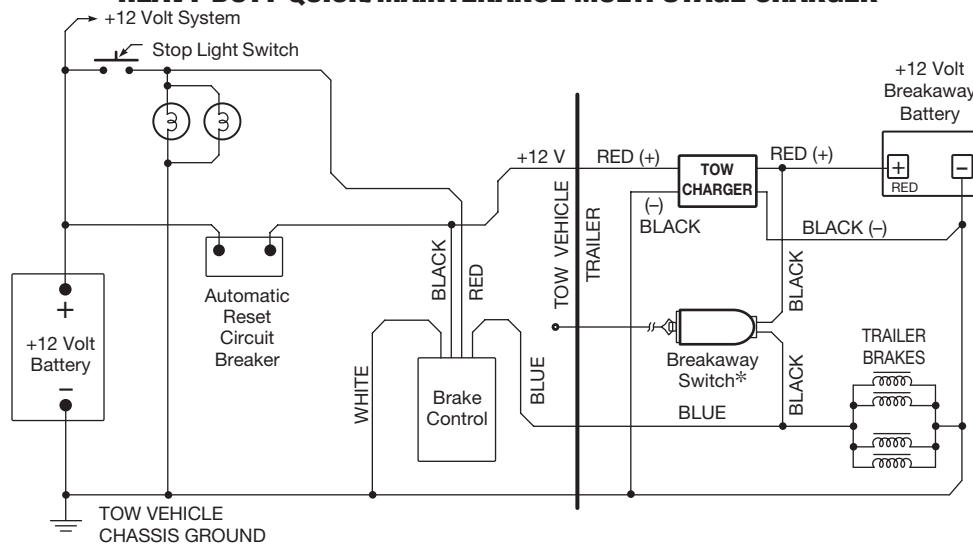 HEAVY DUTY QUICK/MAINTENANCE MULTI-STAGE CHARGER
+12 Volt System
Stop Light Switch
+12 Volt
Breakaway
Battery
+12 V
RED (+)
TOW
CHARGER
RED (+)
+
−
RED
(–)
BLACK
BLACK (–)
BLACK
RED
TOW VEHICLE
TRAILER
BLACK
+
+12 Volt
Battery
−
Automatic
Reset
Circuit
Breaker
WHITE
Brake
Control
BLUE
Breakaway
Switch*
BLACK
TRAILER
BRAKES
BLUE
TOW VEHICLE
CHASSIS GROUND